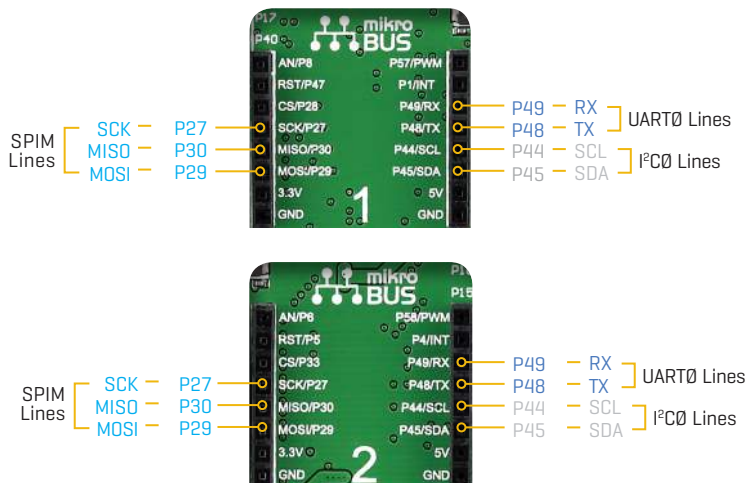 P17
P40
mikro
BUS
AN/P8 P57/PWM
RST/P47 P1/INT
CS/P28 P49/RX P49 – RX
SPIM Lines
SCK – P27 SCK/P27 P48/TX P48 – TX UARTØ Lines
MISO – P30 MISO/P30 P44/SCL P44 – SCL
MOSI – P29 MOSI/P29 P45/SDA P45 – SDA I²CØ Lines
3.3V 1 5V
GND GND
mikro
BUS
P15
AN/P6 P58/PWM
RST/P5 P4/INT
CS/P33 P49/RX P49 – RX
SPIM Lines
SCK – P27 SCK/P27 P48/TX P48 – TX UARTØ Lines
MISO – P30 MISO/P30 P44/SCL P44 – SCL
MOSI – P29 MOSI/P29 P45/SDA P45 – SDA I²CØ Lines
3.3V 2 5V
GND GND